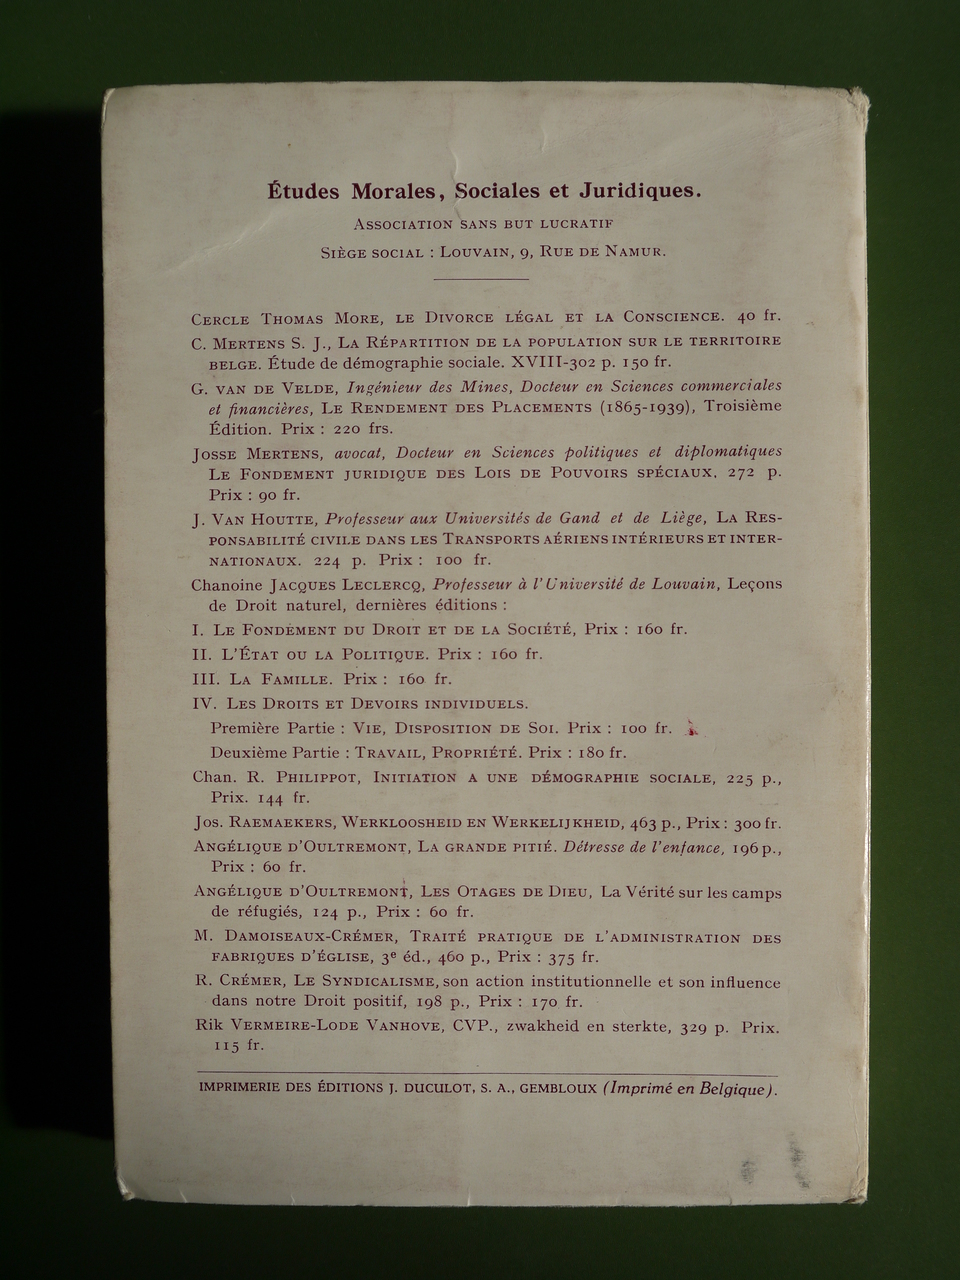 Études Morales, Sociales et Juridiques.
ASSOCIATION SANS BUT LUCRATIF
SIÈGE SOCIAL : LOUVAIN, 9, RUE DE NAMUR.
CERCLE THOMAS MORE, LE DIVORCE LÉGAL ET LA CONSCIENCE. 40 fr.
C. MERTENS S. J., LA RÉPARTITION DE LA POPULATION SUR LE TERRITOIRE
BELGE. Étude de démographie sociale. XVIII-302 p. 150 fr.
G. VAN DE VELDE, Ingénieur des Mines, Docteur en Sciences commerciales
et financières, LE RENDEMENT DES PLACEMENTS (1865-1939), Troisième
Édition. Prix : 220 frs.
JOSSE MERTENS, avocat, Docteur en Sciences politiques et diplomatiques
LE FONDEMENT JURIDIQUE DES LOIS DE POUVOIRS SPÉCIAUX. 272 p.
Prix : 90 fr.
J. VAN HOUTTE, Professeur aux Universités de Gand et de Liège, LA RES-
PONSABILITÉ CIVILE DANS LES TRANSPORTS AÉRIENS INTÉRIEURS ET INTER-
NATIONAUX. 224 p. Prix : 100 fr.
Chanoine JACQUES LECLERCQ, Professeur à l'Université de Louvain, Leçons
de Droit naturel, dernières éditions :
I. LE FONDEMENT DU DROIT ET DE LA SOCIÉTÉ, Prix : 160 fr.
II. L'ÉTAT OU LA POLITIQUE. Prix : 160 fr.
III. LA FAMILLE. Prix : 160 fr.
IV. LES DROITS ET DEVOIRS INDIVIDUELS.
Première Partie : VIE, DISPOSITION DE SOI. Prix : 100 fr.
Deuxième Partie : TRAVAIL, PROPRIÉTÉ. Prix : 180 fr.
Chan. R. PHILIPPOT, INITIATION A UNE DÉMOGRAPHIE SOCIALE, 225 p.,
Prix. 144 fr.
JOS. RAEMAEKERS, WERKLOOSHEID EN WERKELIJKHEID, 463 p., Prix : 300 fr.
ANGÉLIQUE D'OULTREMONT, LA GRANDE PITIÉ. Détresse de l'enfance, 196 p.,
Prix : 60 fr.
ANGÉLIQUE D'OULTREMONT, LES OTAGES DE DIEU, La Vérité sur les camps
de réfugiés, 124 p., Prix : 60 fr.
M. DAMOISEAUX-CRÉMER, TRAITÉ PRATIQUE DE L'ADMINISTRATION DES
FABRIQUES D'ÉGLISE, 3e éd., 460 p., Prix : 375 fr.
R. CRÉMER, LE SYNDICALISME, son action institutionnelle et son influence
dans notre Droit positif, 198 p., Prix : 170 fr.
Rik VERMEIRE-LODE VANHOVE, CVP., zwakheid en sterkte, 329 p. Prix.
115 fr.
IMPRIMERIE DES ÉDITIONS J. DUCULOT, S. A., GEMBLOUX (Imprimé en Belgique).